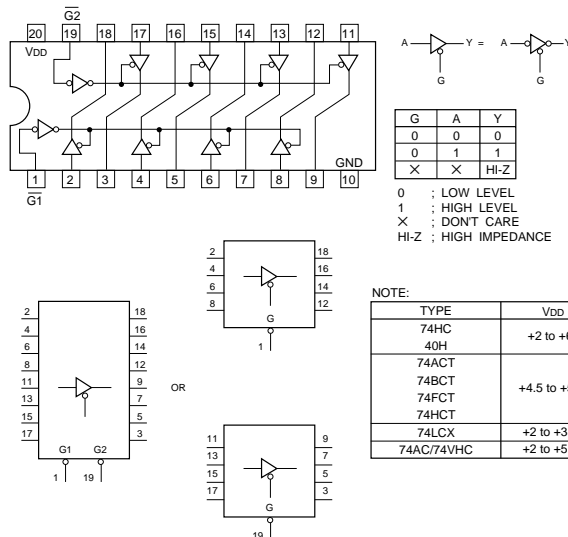 G2
20 19 18 17 16 15 14 13 12 11
VDD
GND
1 2 3 4 5 6 7 8 9 10
G1
A Y = A Y
G G
G A Y
0 0 0
0 1 1
× × HI-Z
0 ; LOW LEVEL
1 ; HIGH LEVEL
× ; DON'T CARE
HI-Z ; HIGH IMPEDANCE
2 18
4 16
6 14
8 12
G
1
2 18
4 16
6 14
8 12
11 9
13 7
15 5
17 3
G1 G2
1 19
OR
11 9
13 7
15 5
17 3
G
19
NOTE:
TYPE VDD
74HC
40H
+2 to +6
74ACT
74BCT
74FCT
74HCT
+4.5 to
74LCX +2 to
74AC/74VHC +2 to